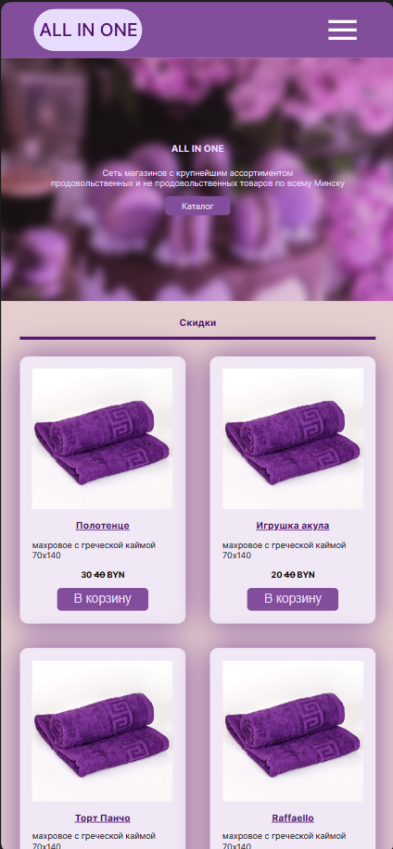 ALL IN ONE
ALL IN ONE
Сеть магазинов с крупнейшим ассортиментом
продовольственных и не продовольственных товаров по всему Минску
Каталог
Скидки
Полотенце
махровое с греческой каймой
70х140
30 40 BYN
В корзину
Игрушка акула
махровое с греческой каймой
70х140
20 40 BYN
В корзину
Торт Панчо
махровое с греческой каймой
70х140
Raffaello
махровое с греческой каймой
70х140